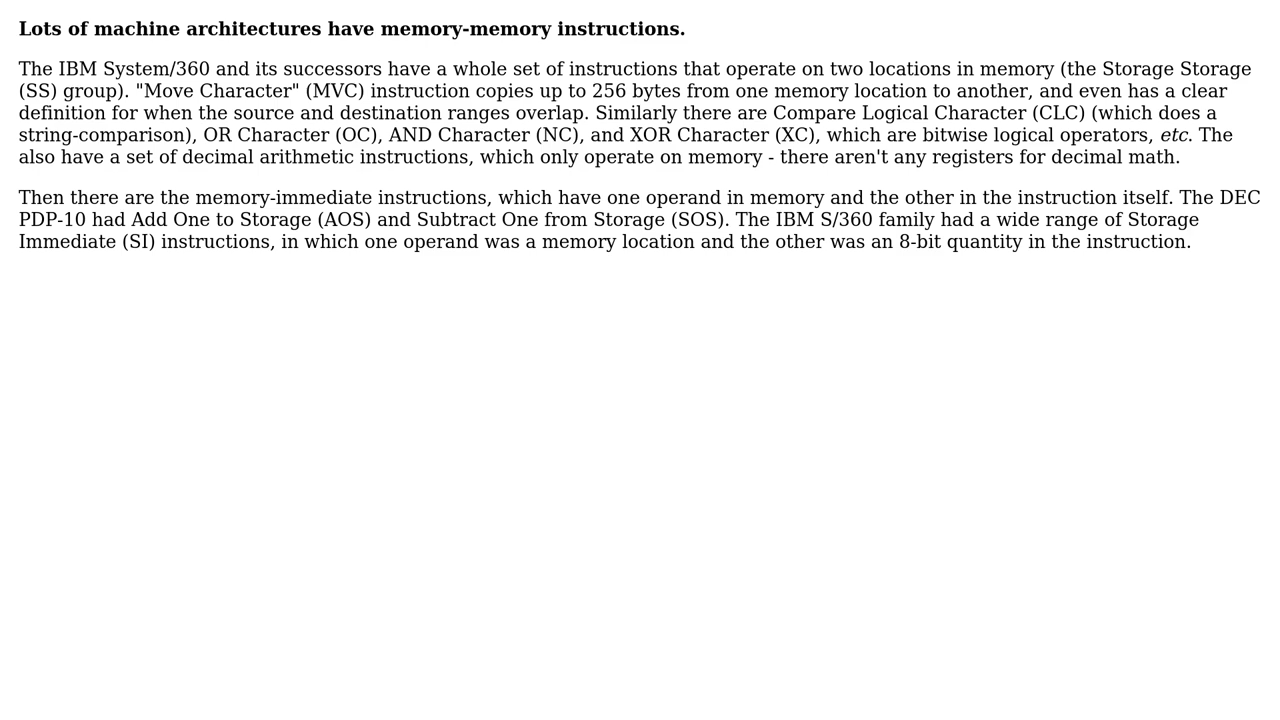 Lots of machine architectures have memory-memory instructions.
The IBM System/360 and its successors have a whole set of instructions that operate on two locations in memory (the Storage Storage
(SS) group). "Move Character" (MVC) instruction copies up to 256 bytes from one memory location to another, and even has a clear
definition for when the source and destination ranges overlap. Similarly there are Compare Logical Character (CLC) (which does a
string-comparison), OR Character (OC), AND Character (NC), and XOR Character (XC), which are bitwise logical operators, etc. The
also have a set of decimal arithmetic instructions, which only operate on memory - there aren't any registers for decimal math.
Then there are the memory-immediate instructions, which have one operand in memory and the other in the instruction itself. The DEC
PDP-10 had Add One to Storage (AOS) and Subtract One from Storage (SOS). The IBM S/360 family had a wide range of Storage
Immediate (SI) instructions, in which one operand was a memory location and the other was an 8-bit quantity in the instruction.